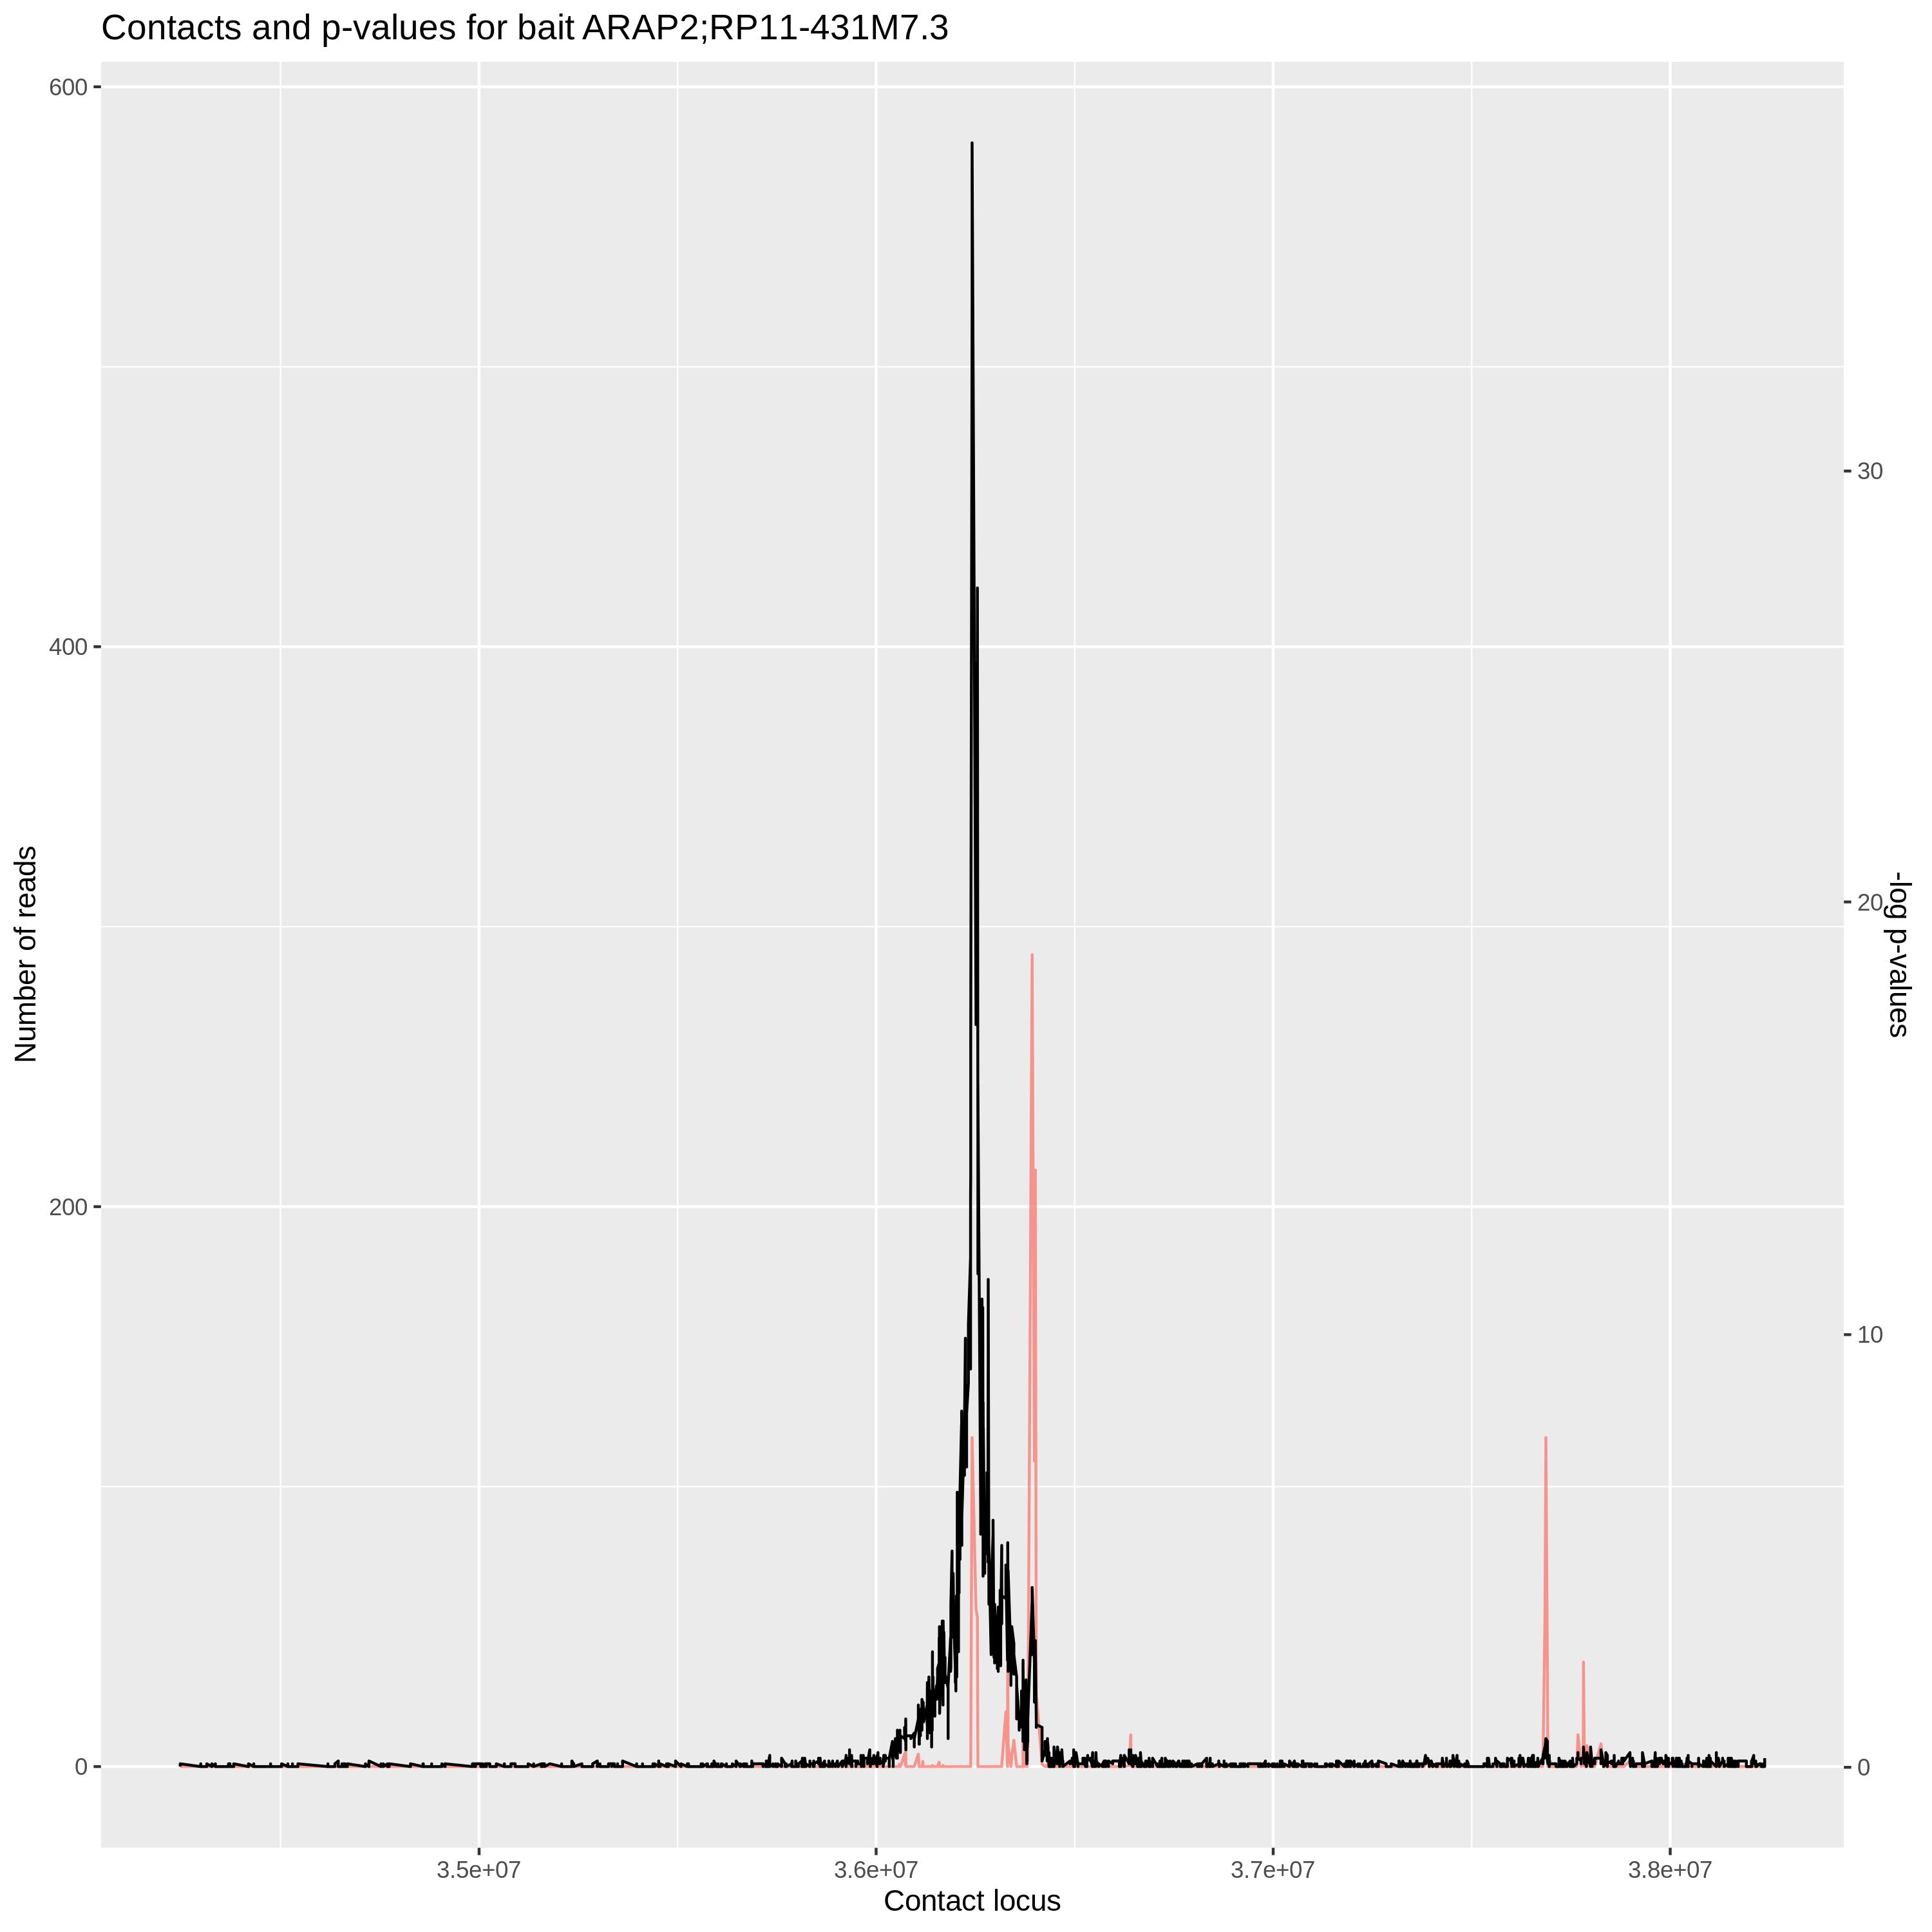 Contacts and p-values for bait ARAP2;RP11-431M7.3
600
400
200
0
Number of reads
30
20
10
0
-log p-values
3.5e+07
3.6e+07
3.7e+07
3.8e+07
Contact locus